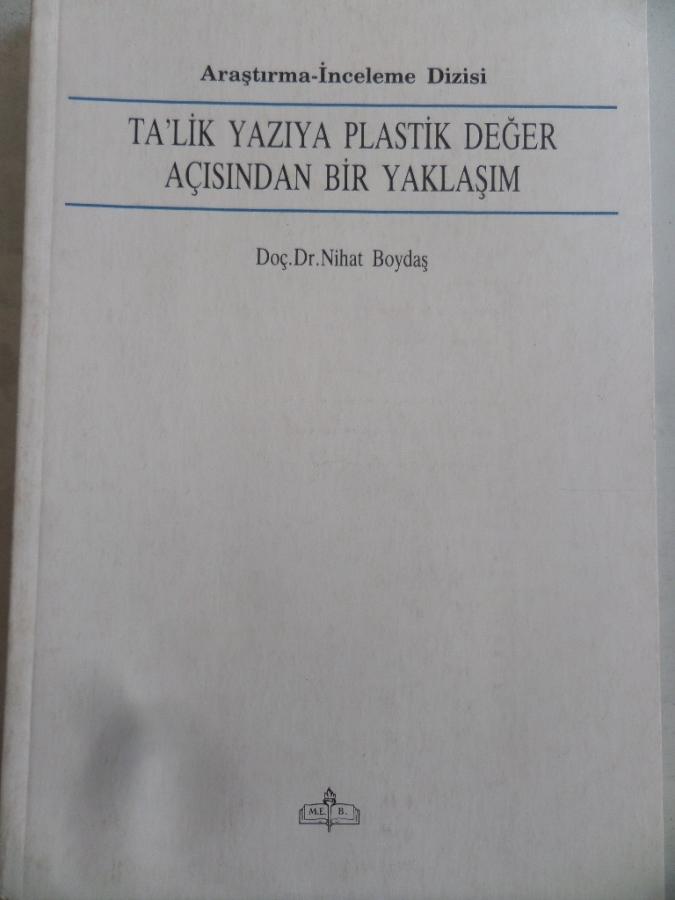 Araştırma-İnceleme Dizisi
TA'LİK YAZIYA PLASTİK DEĞER
AÇISINDAN BİR YAKLAŞIM
Doç.Dr.Nihat Boydaş
M.E. B.